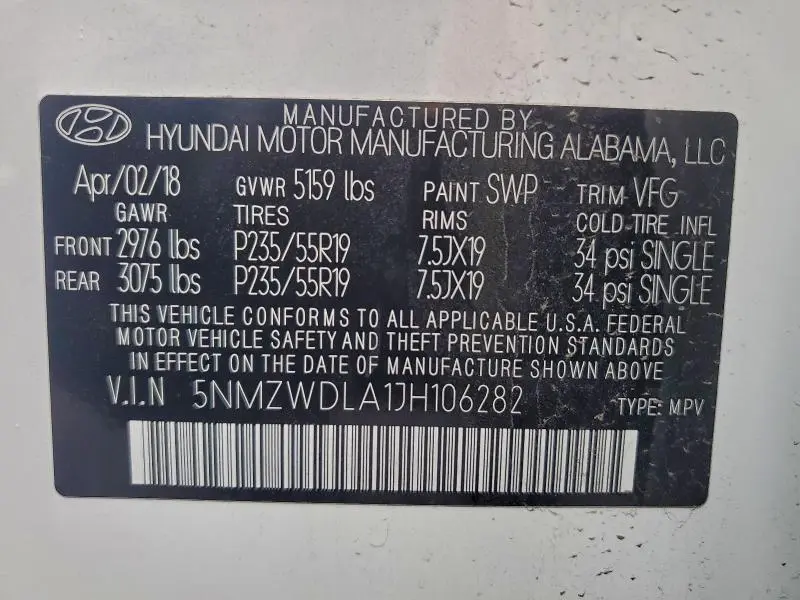 MANUFACTURED BY
HYUNDAI MOTOR MANUFACTURING ALABAMA, LLC
Apr/02/18 GVWR 5159 lbs PAINT SWP TRIM VFG
GAWR TIRES RIMS COLD TIRE INFL
FRONT 2976 lbs P235/55R19 7.5JX19 34 psi SINGLE
REAR 3075 lbs P235/55R19 7.5JX19 34 psi SINGLE
THIS VEHICLE CONFORMS TO ALL APPLICABLE U.S.A. FEDERAL
MOTOR VEHICLE SAFETY AND THEFT PREVENTION STANDARDS
IN EFFECT ON THE DATE OF MANUFACTURE SHOWN ABOVE
V.I.N 5NMZWDLA1JH106282 TYPE: MPV